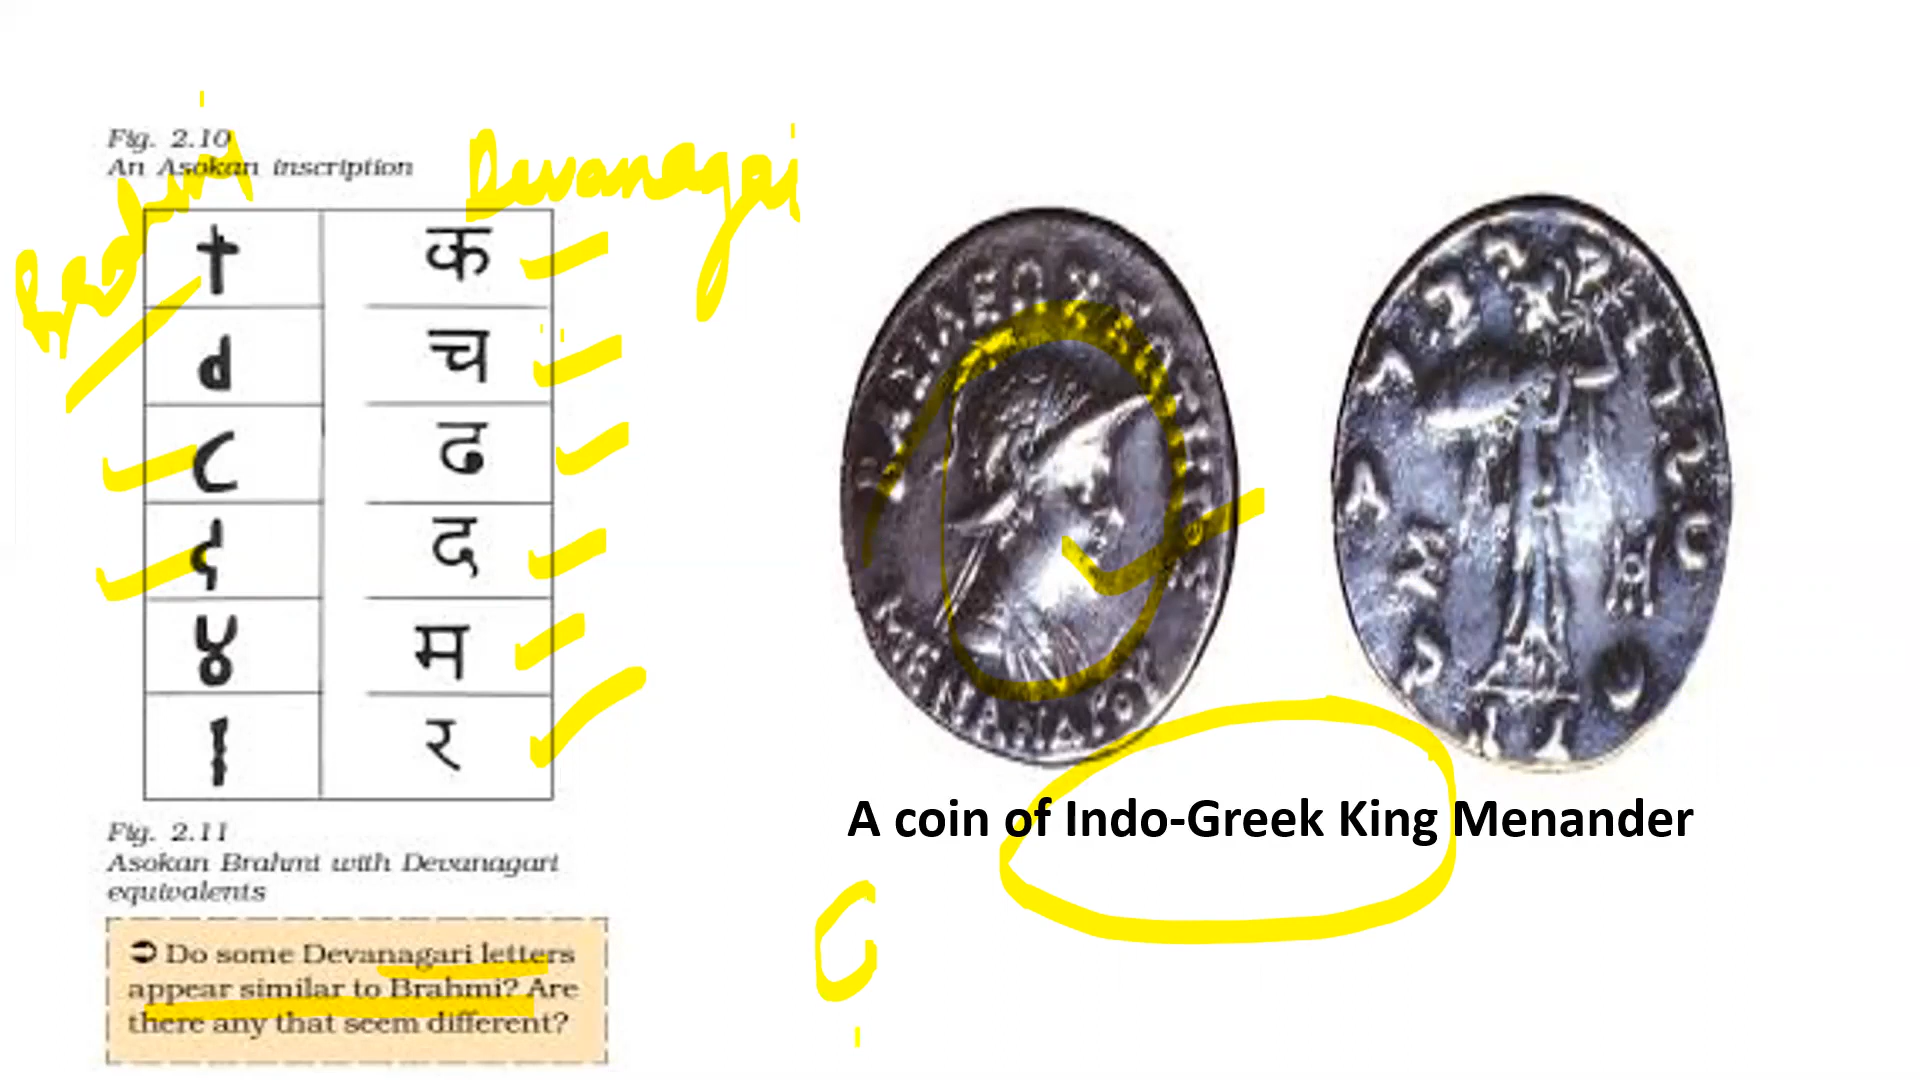 Fig. 2.10
An Asokan inscription
Brahmi
Devanagari
क
च
ढ
द
म
र
Fig. 2.11
Asokan Brahmi with Devanagari
equivalents
➲ Do some Devanagari letters
appear similar to Brahmi? Are
there any that seem different?
ΜΕΝΑΝΔΡΟΥ
A coin of Indo-Greek King Menander